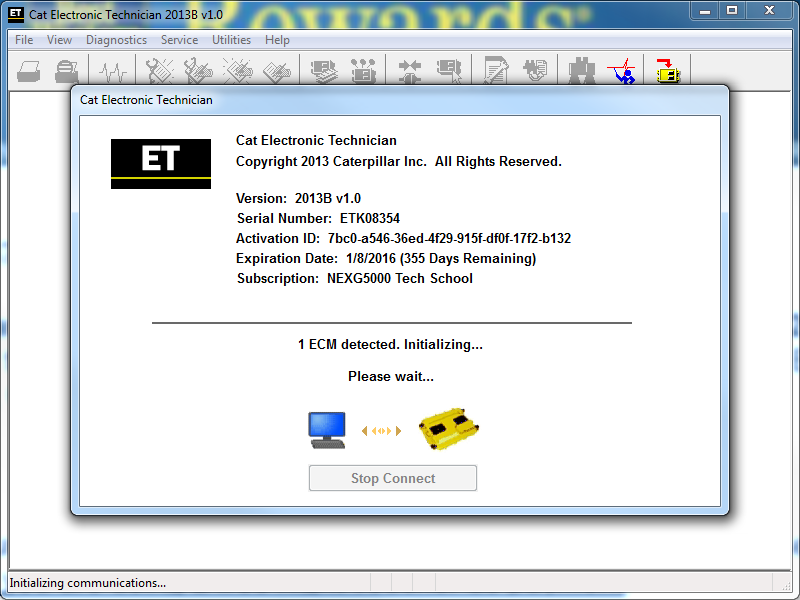 ET Cat Electronic Technician 2013B v1.0
File View Diagnostics Service Utilities Help
Cat Electronic Technician
ET
Cat Electronic Technician
Copyright 2013 Caterpillar Inc. All Rights Reserved.
Version: 2013B v1.0
Serial Number: ETK08354
Activation ID: 7bc0-a546-36ed-4f29-915f-df0f-17f2-b132
Expiration Date: 1/8/2016 (355 Days Remaining)
Subscription: NEXG5000 Tech School
1 ECM detected. Initializing...
Please wait...
Stop Connect
Initializing communications...